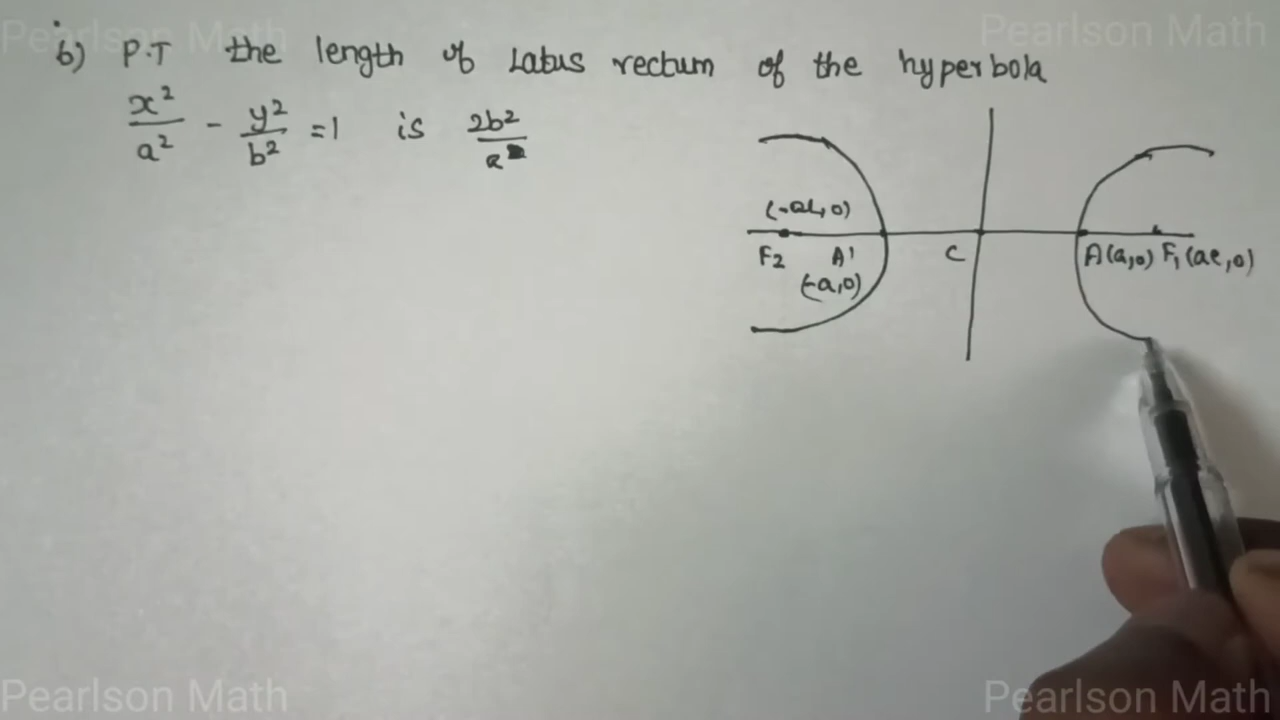 Pearlson Math
Pearlson Math
6) P.T the length of Latus rectum of the hyperbola
x²/a² - y²/b² =1 is 2b²/a
(-ae,0)
F₂ A' C A(a,0) F₁(ae,0)
(-a,0)
Pearlson Math
Pearlson Math